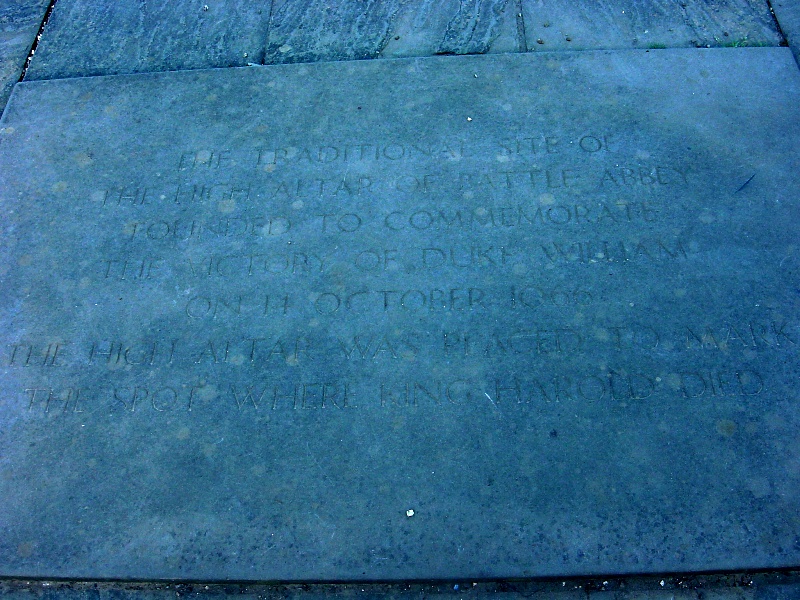 THE TRADITIONAL SITE OF
THE HIGH ALTAR OF BATTLE ABBEY
FOUNDED TO COMMEMORATE
THE VICTORY OF DUKE WILLIAM
ON 14 OCTOBER 1066
THE HIGH ALTAR WAS PLACED TO MARK
THE SPOT WHERE KING HAROLD DIED